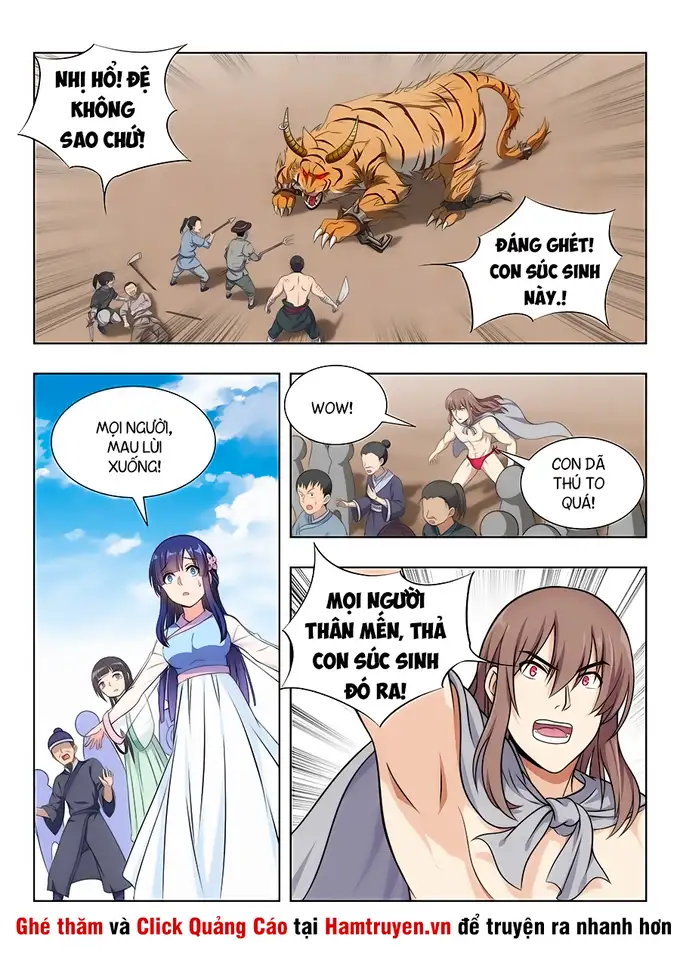 NHỊ HỔ! ĐỆ
KHÔNG
SAO CHỨ!
ĐÁNG GHÉT!
CON SÚC SINH
NÀY.!
MỌI NGƯỜI,
MAU LÙI
XUỐNG!
WOW!
CON DÃ
THÚ TO
QUÁ!
MỌI NGƯỜI
THÂN MẾN, THẢ
CON SÚC SINH
ĐÓ RA!
Ghé thăm và Click Quảng Cáo tại Hamtruyen.vn để truyện ra nhanh hơn